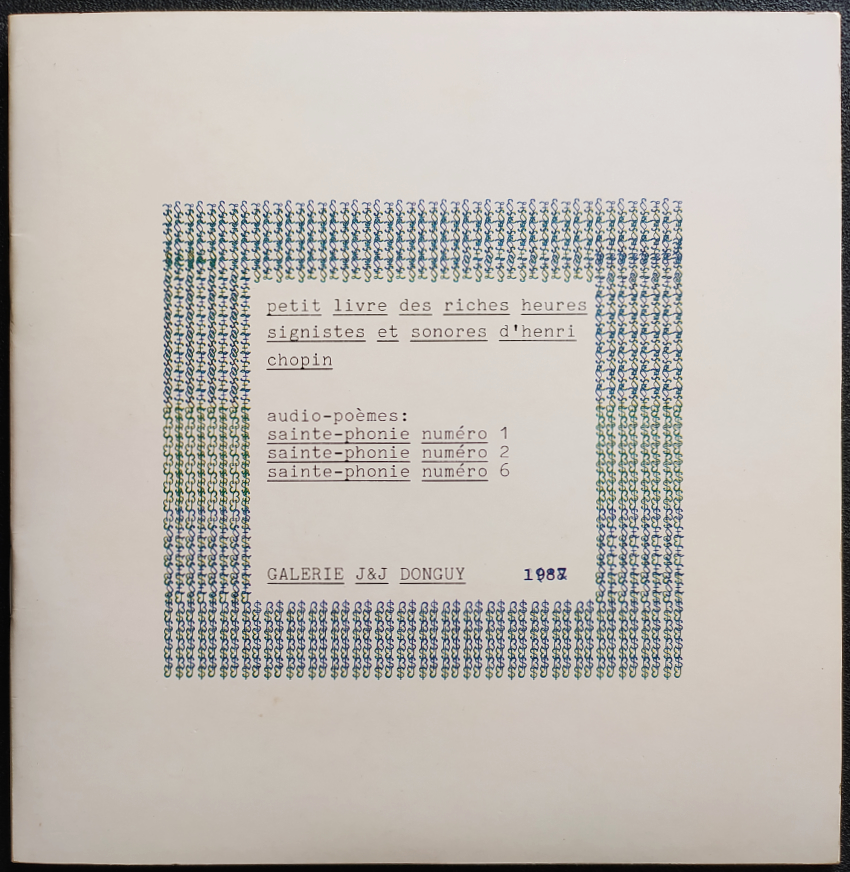 petit livre des riches heures
signistes et sonores d'henri
chopin
audio-poèmes:
sainte-phonie numéro 1
sainte-phonie numéro 2
sainte-phonie numéro 6
GALERIE J&J DONGUY